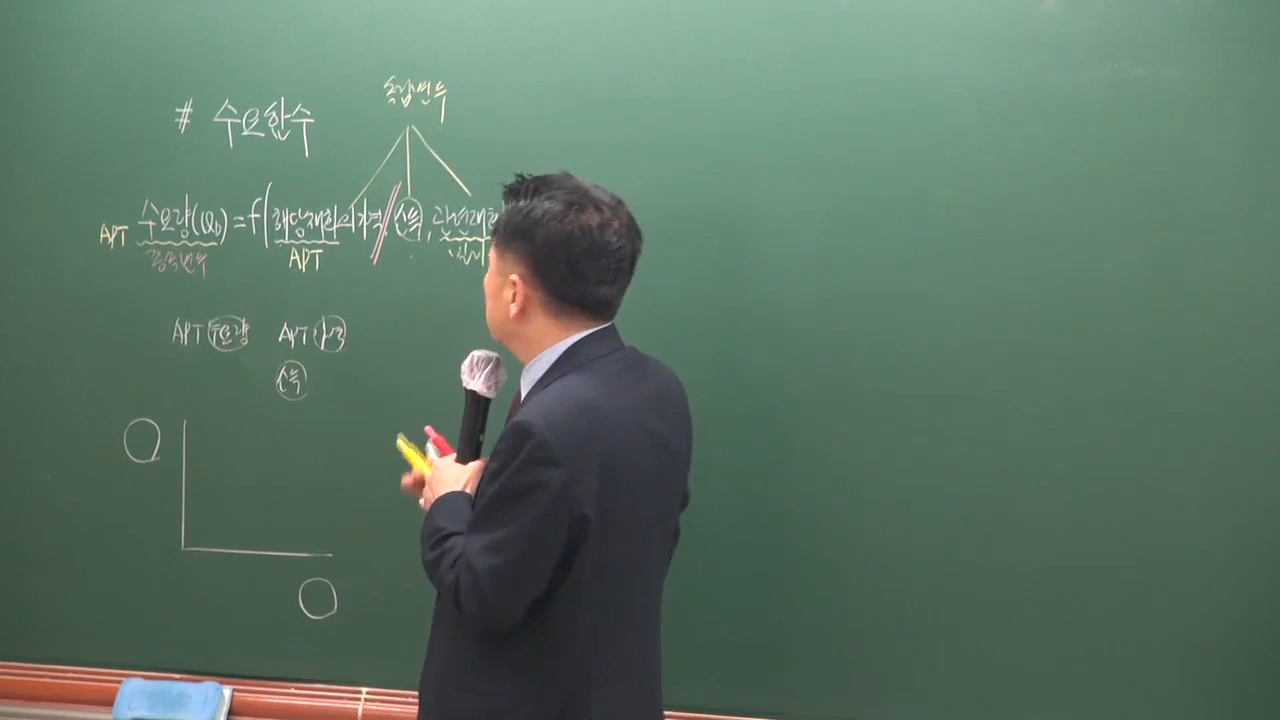 독립변수
# 수요함수
수요량(QD) = f(해당재화의 가격, 소득, 관련재화
APT 종속변수 APT
APT 수요량 APT 가격
소득